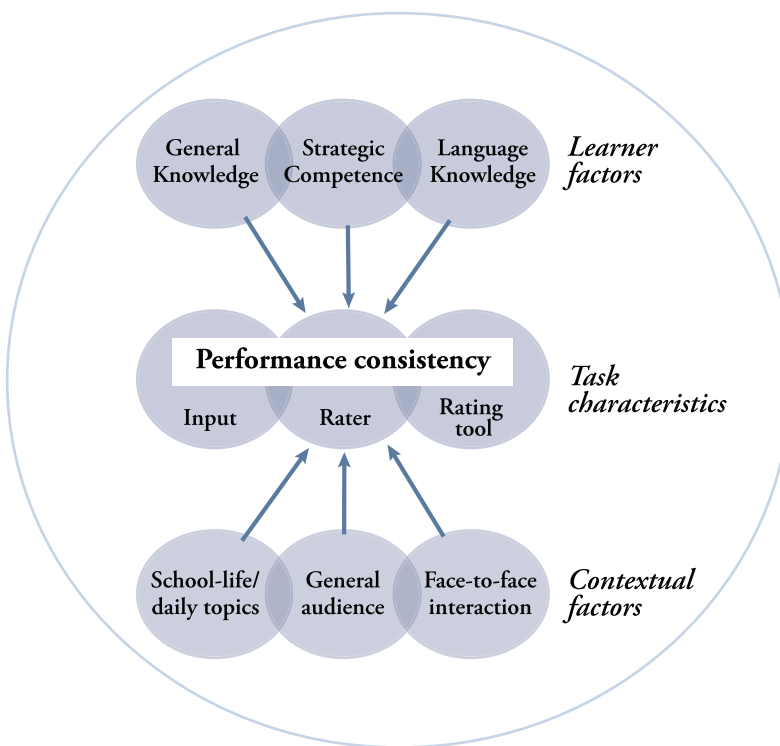 General
Knowledge
Strategic
Competence
Language
Knowledge
Learner
factors
Performance consistency
Input
Rater
Rating
tool
Task
characteristics
School-life/
daily topics
General
audience
Face-to-face
interaction
Contextual
factors